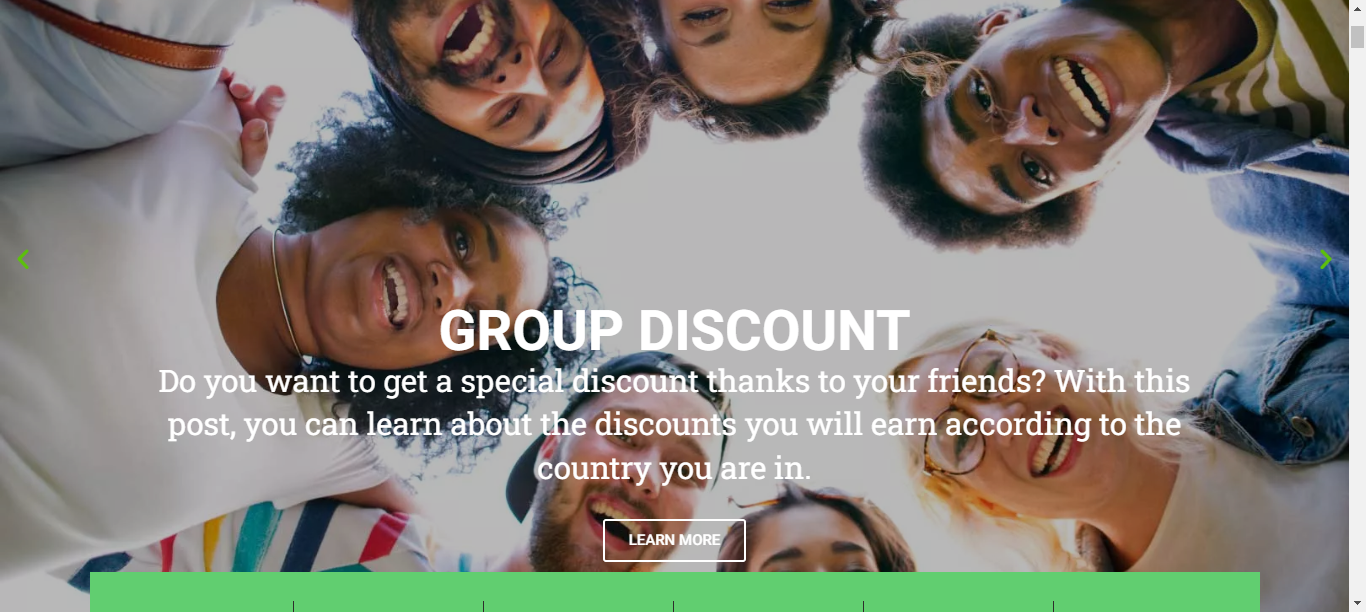 GROUP DISCOUNT
Do you want to get a special discount thanks to your friends? With this
post, you can learn about the discounts you will earn according to the
country you are in.
LEARN MORE